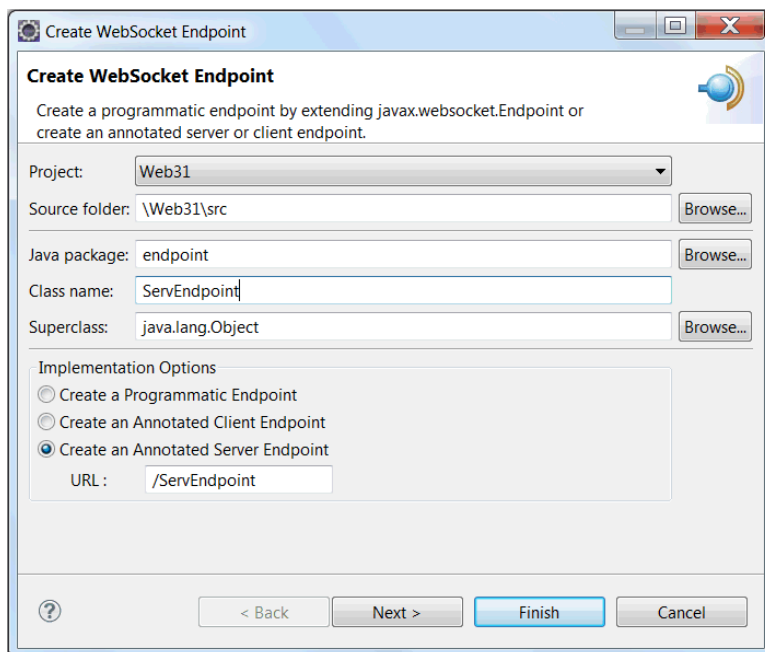 Create WebSocket Endpoint
Create WebSocket Endpoint
Create a programmatic endpoint by extending javax.websocket.Endpoint or
create an annotated server or client endpoint.
Project: Web31
Source folder: \Web31\src Browse...
Java package: endpoint Browse...
Class name: ServEndpoint
Superclass: java.lang.Object Browse...
Implementation Options
Create a Programmatic Endpoint
Create an Annotated Client Endpoint
Create an Annotated Server Endpoint
URL : /ServEndpoint
? < Back Next > Finish Cancel